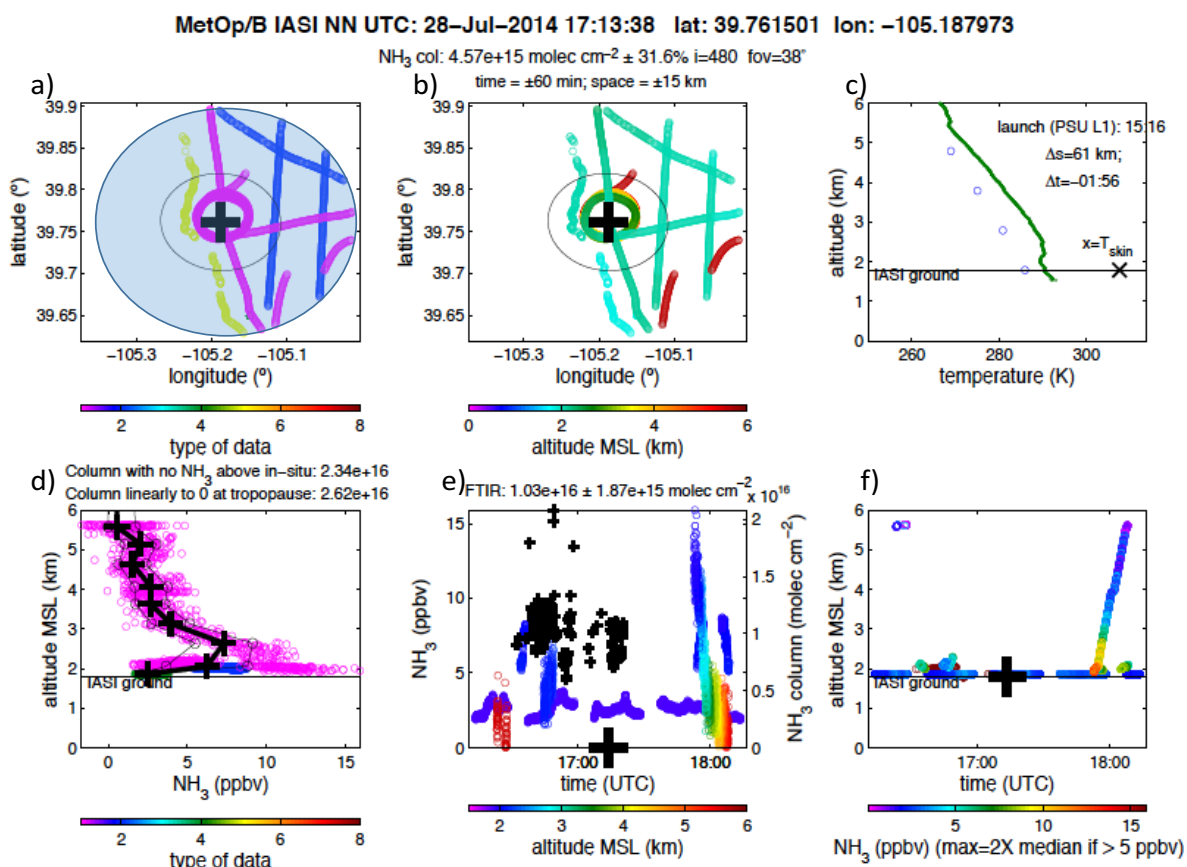 MetOp/B IASI NN UTC: 28−Jul−2014 17:13:38 lat: 39.761501 lon: −105.187973
NH3 col: 4.57e+15 molec cm−2 ± 31.6% i=480 fov=38"
time = ±60 min; space = ±15 km
a)
39.9
39.85
39.8
39.75
39.7
39.65
latitude (º)
−105.3 −105.2 −105.1
longitude (º)
2 4 6 8
type of data
b)
39.9
39.85
39.8
39.75
39.7
39.65
latitude (º)
−105.3 −105.2 −105.1
longitude (º)
0 2 4 6
altitude MSL (km)
c)
6
5
4
3
2
1
0
altitude (km)
launch (PSU L1): 15:16
Δs=61 km;
Δt=−01:56
x=Tskin
IASI ground
260 280 300
temperature (K)
d)
Column with no NH3 above in−situ: 2.34e+16
Column linearly to 0 at tropopause: 2.62e+16
6
5
4
3
2
1
0
altitude MSL (km)
IASI ground
0 5 10 15
NH3 (ppbv)
2 4 6 8
type of data
e)
FTIR: 1.03e+16 ± 1.87e+15 molec cm−2
x 10^16
15
10
5
0
NH3 (ppbv)
2
1.5
1
0.5
0
NH3 column (molec cm−2)
17:00 18:00
time (UTC)
2 3 4 5 6
altitude MSL (km)
f)
6
5
4
3
2
1
0
altitude MSL (km)
IASI ground
17:00 18:00
time (UTC)
5 10 15
NH3 (ppbv) (max=2X median if > 5 ppbv)